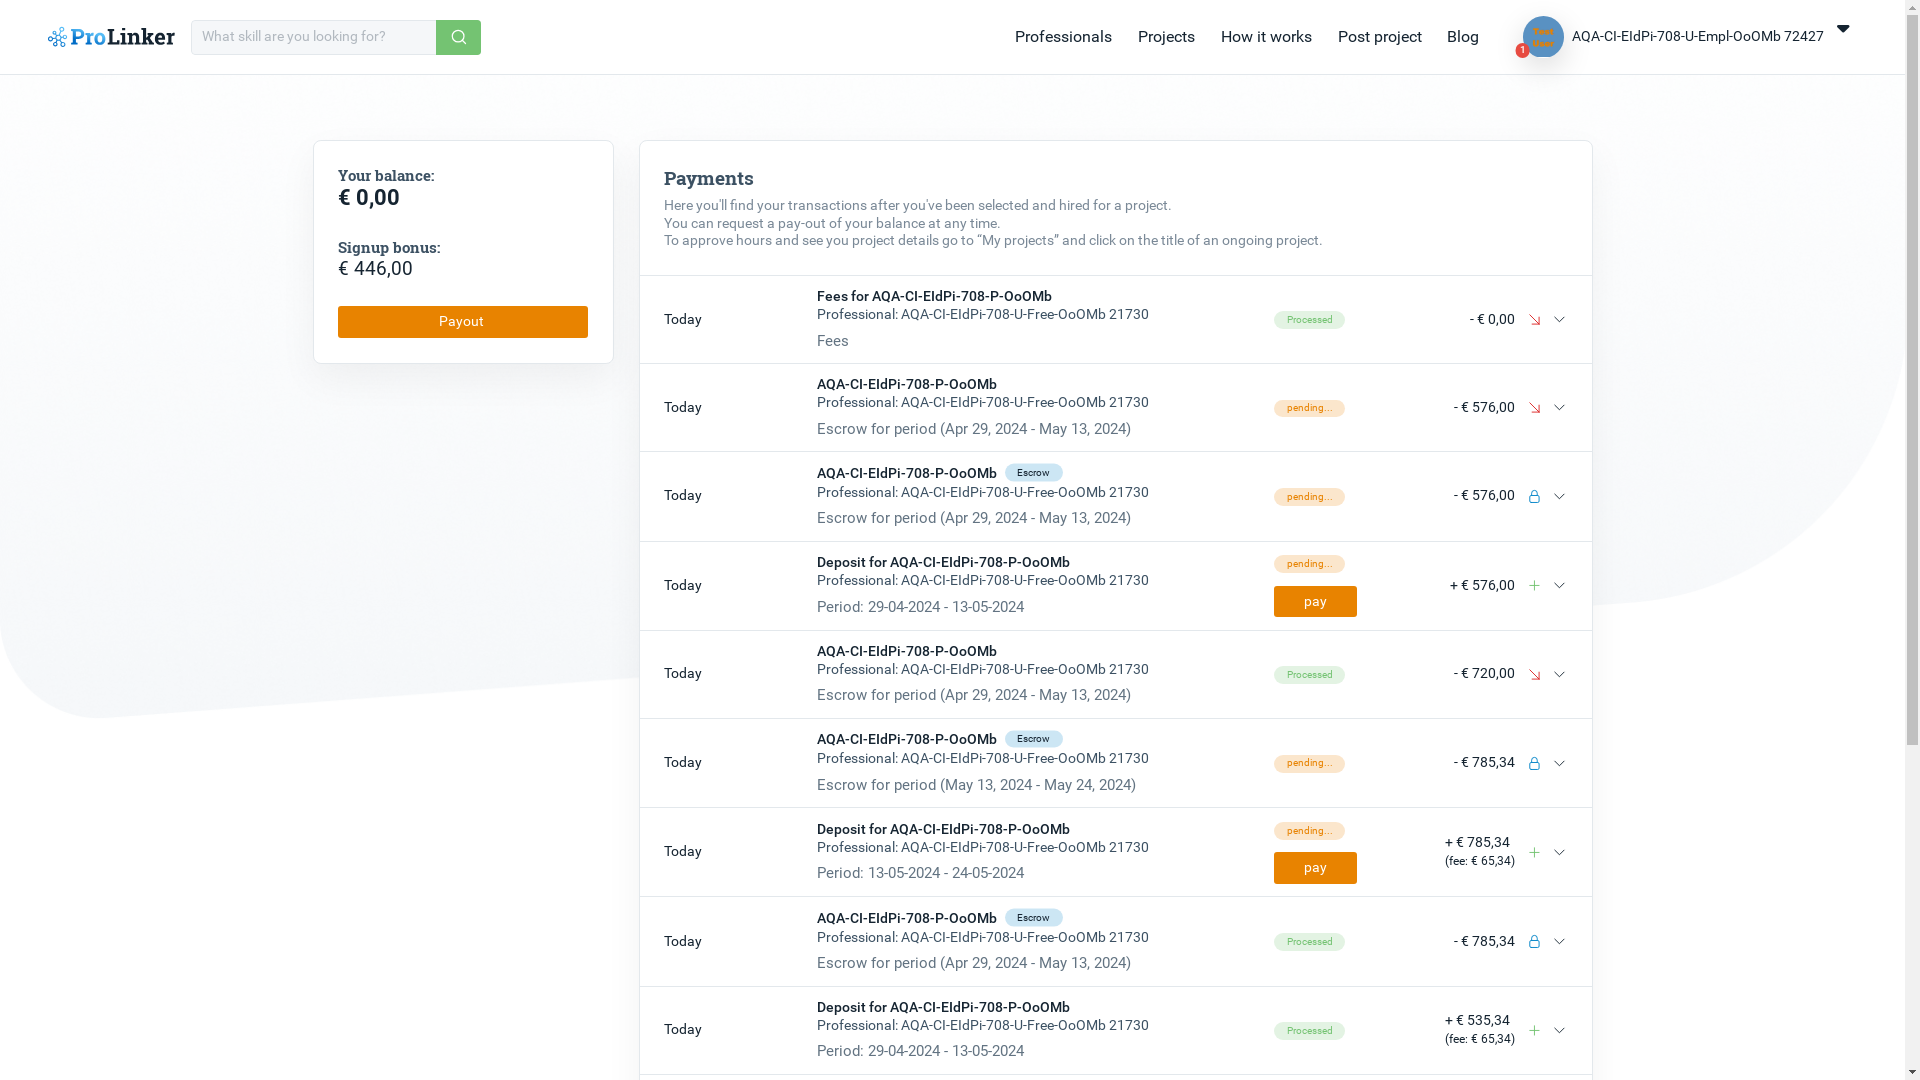 ProLinker
What skill are you looking for?
Professionals
Projects
How it works
Post project
Blog
Test
User
1
AQA-CI-EIdPi-708-U-Empl-OoOMb 72427
Your balance:
€ 0,00
Signup bonus:
€ 446,00
Payout
Payments
Here you'll find your transactions after you've been selected and hired for a project.
You can request a pay-out of your balance at any time.
To approve hours and see you project details go to “My projects” and click on the title of an ongoing project.
Today
Fees for AQA-CI-EIdPi-708-P-OoOMb
Professional: AQA-CI-EIdPi-708-U-Free-OoOMb 21730
Fees
Processed
- € 0,00
Today
AQA-CI-EIdPi-708-P-OoOMb
Professional: AQA-CI-EIdPi-708-U-Free-OoOMb 21730
Escrow for period (Apr 29, 2024 - May 13, 2024)
pending...
- € 576,00
Today
AQA-CI-EIdPi-708-P-OoOMb Escrow
Professional: AQA-CI-EIdPi-708-U-Free-OoOMb 21730
Escrow for period (Apr 29, 2024 - May 13, 2024)
pending...
- € 576,00
Today
Deposit for AQA-CI-EIdPi-708-P-OoOMb
Professional: AQA-CI-EIdPi-708-U-Free-OoOMb 21730
Period: 29-04-2024 - 13-05-2024
pending...
pay
+ € 576,00
Today
AQA-CI-EIdPi-708-P-OoOMb
Professional: AQA-CI-EIdPi-708-U-Free-OoOMb 21730
Escrow for period (Apr 29, 2024 - May 13, 2024)
Processed
- € 720,00
Today
AQA-CI-EIdPi-708-P-OoOMb Escrow
Professional: AQA-CI-EIdPi-708-U-Free-OoOMb 21730
Escrow for period (May 13, 2024 - May 24, 2024)
pending...
- € 785,34
Today
Deposit for AQA-CI-EIdPi-708-P-OoOMb
Professional: AQA-CI-EIdPi-708-U-Free-OoOMb 21730
Period: 13-05-2024 - 24-05-2024
pending...
pay
+ € 785,34
(fee: € 65,34)
Today
AQA-CI-EIdPi-708-P-OoOMb Escrow
Professional: AQA-CI-EIdPi-708-U-Free-OoOMb 21730
Escrow for period (Apr 29, 2024 - May 13, 2024)
Processed
- € 785,34
Today
Deposit for AQA-CI-EIdPi-708-P-OoOMb
Professional: AQA-CI-EIdPi-708-U-Free-OoOMb 21730
Period: 29-04-2024 - 13-05-2024
Processed
+ € 535,34
(fee: € 65,34)